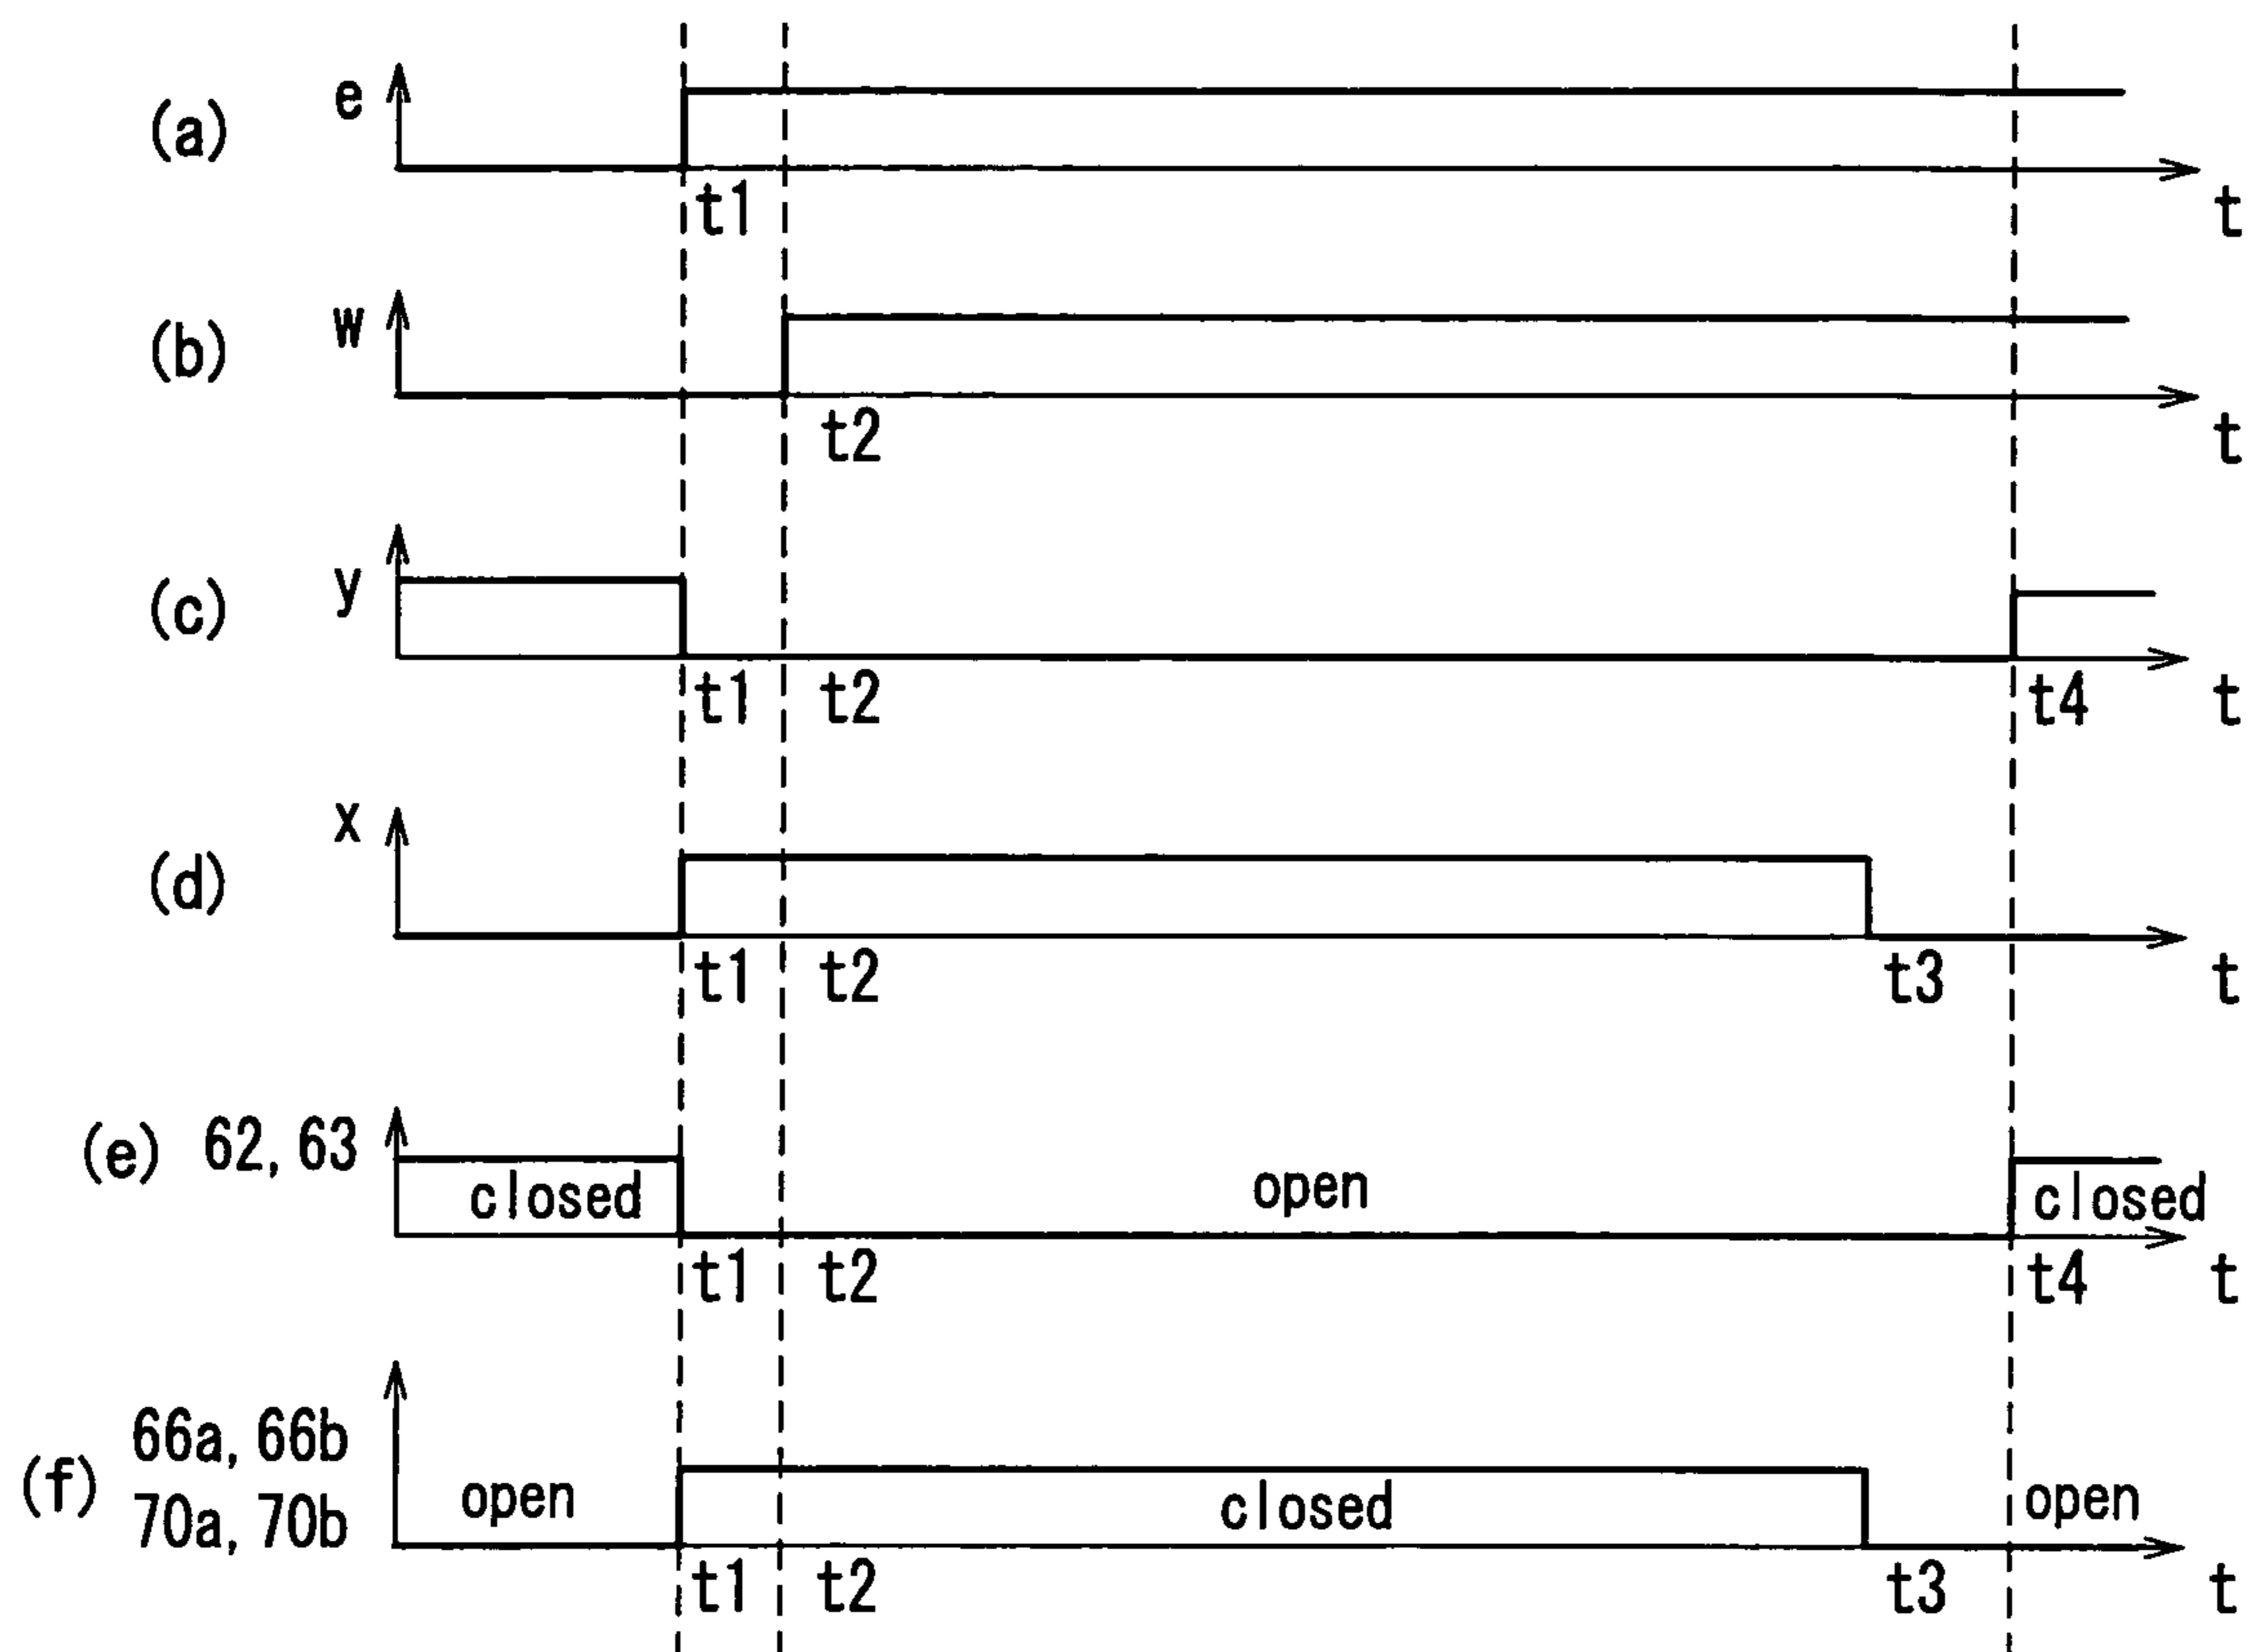 (a) e
t1 t
(b) w
t2 t
(c) y
t1 t2 t4 t
(d) x
t1 t2 t3 t
(e) 62, 63 closed open closed
t1 t2 t4 t
(f) 66a, 66b
70a, 70b
open closed open
t1 t2 t3 t